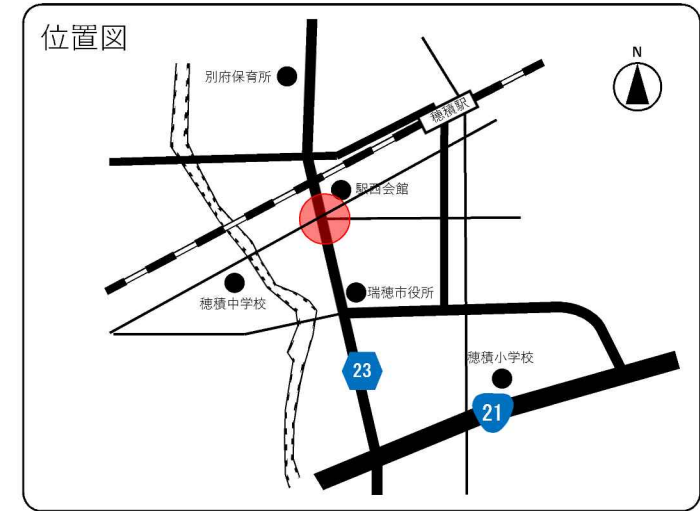 位置図
N
別府保育所
穂積駅
駅西会館
穂積中学校
瑞穂市役所
穂積小学校
23
21